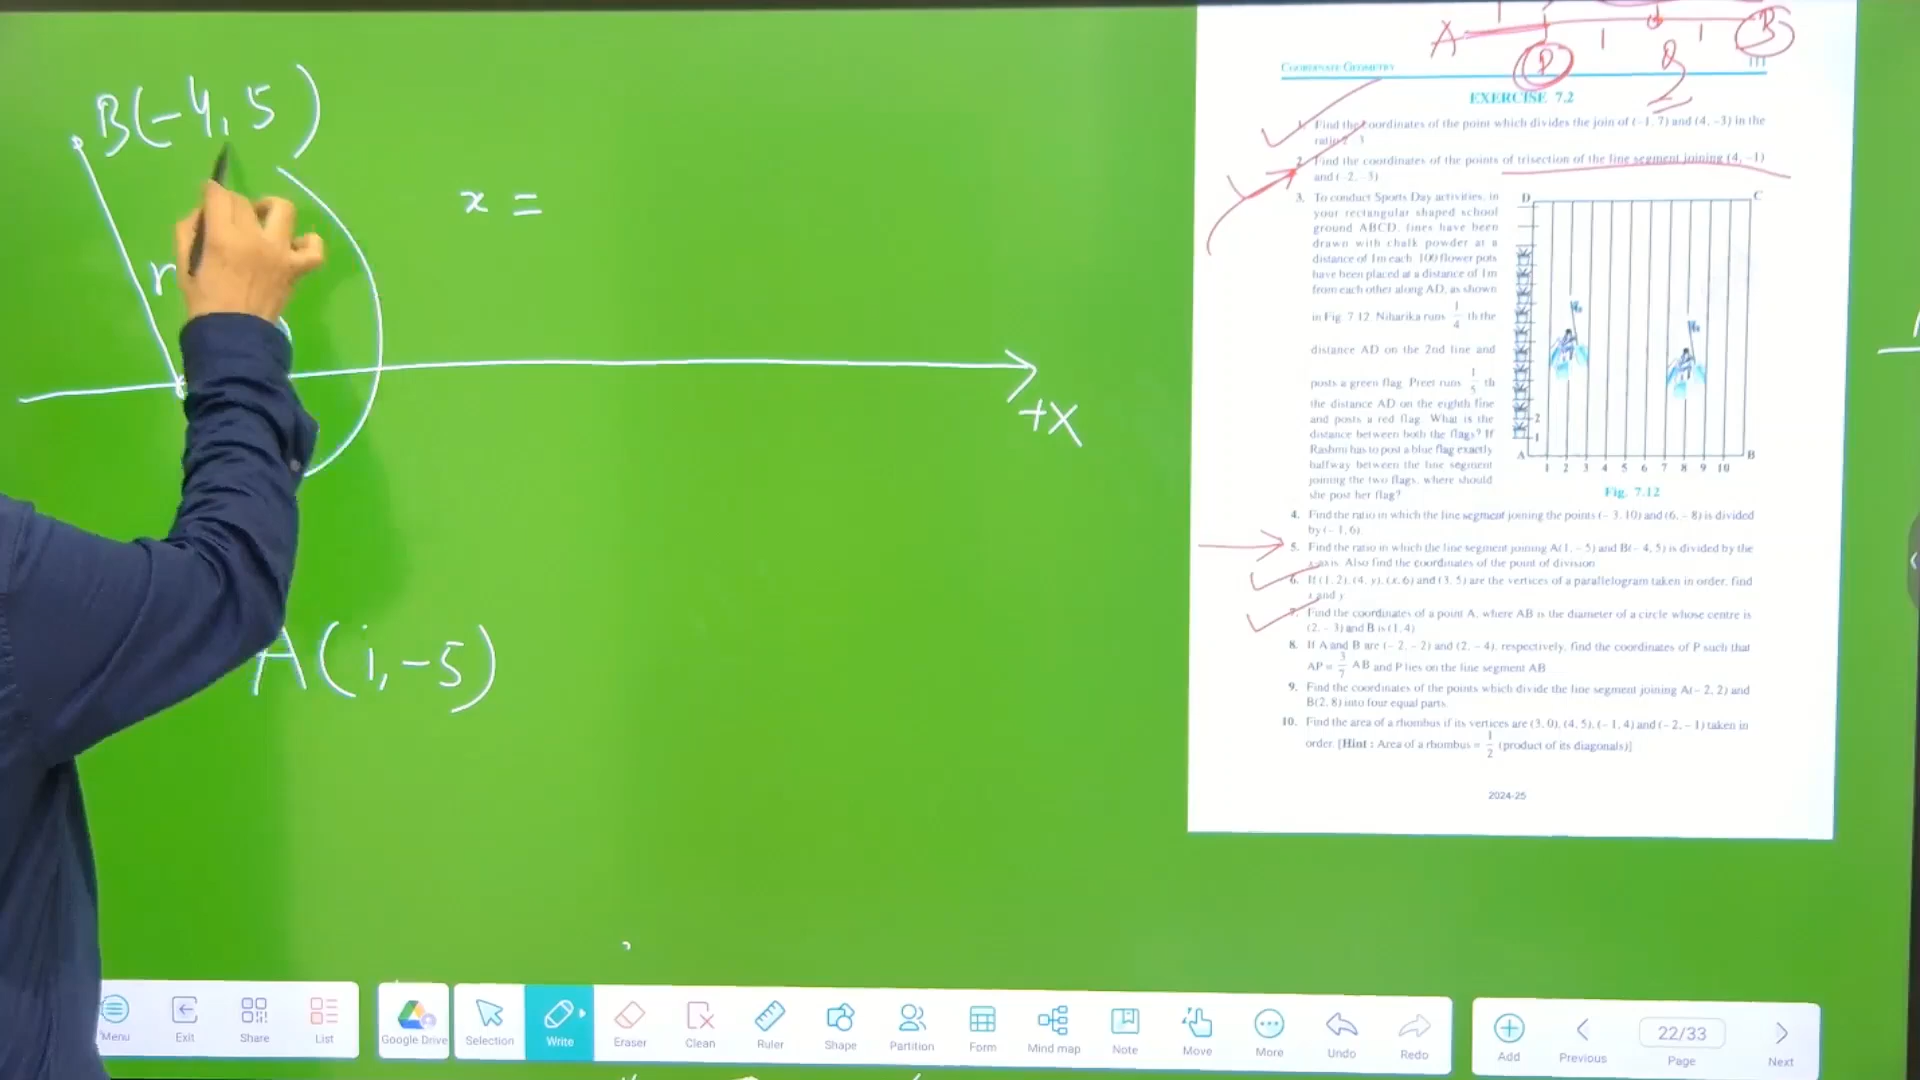 B(-4, 5)
x =
r
+X
A(1, -5)
A
P
Q
B
1
1
2
COORDINATE GEOMETRY
111
EXERCISE 7.2
1. Find the coordinates of the point which divides the join of (-1, 7) and (4, -3) in the
ratio 2 : 3
2. Find the coordinates of the points of trisection of the line segment joining (4, -1)
and (-2, -3)
3. To conduct Sports Day activities, in
your rectangular shaped school
ground ABCD, lines have been
drawn with chalk powder at a
distance of 1m each. 100 flower pots
have been placed at a distance of 1m
from each other along AD, as shown
in Fig. 7.12. Niharika runs 1/4 th the
distance AD on the 2nd line and
posts a green flag. Preet runs 1/5 th
the distance AD on the eighth line
and posts a red flag. What is the
distance between both the flags? If
Rashmi has to post a blue flag exactly
halfway between the line segment
joining the two flags, where should
she post her flag?
D
C
2
1
A
B
1 2 3 4 5 6 7 8 9 10
Fig. 7.12
4. Find the ratio in which the line segment joining the points (-3, 10) and (6, -8) is divided
by (-1, 6)
5. Find the ratio in which the line segment joining A(1, -5) and B(-4, 5) is divided by the
x-axis. Also find the coordinates of the point of division
6. If (1, 2), (4, y), (x, 6) and (3, 5) are the vertices of a parallelogram taken in order, find
x and y
7. Find the coordinates of a point A, where AB is the diameter of a circle whose centre is
(2, -3) and B is (1, 4)
8. If A and B are (-2, -2) and (2, -4), respectively, find the coordinates of P such that
AP = 3/7 AB and P lies on the line segment AB
9. Find the coordinates of the points which divide the line segment joining A(-2, 2) and
B(2, 8) into four equal parts.
10. Find the area of a rhombus if its vertices are (3, 0), (4, 5), (-1, 4) and (-2, -1) taken in
order. [Hint : Area of a rhombus = 1/2 (product of its diagonals)]
2024-25
Menu
Exit
Share
List
Google Drive
Selection
Write
Eraser
Clean
Ruler
Shape
Partition
Form
Mind map
Note
Move
More
Undo
Redo
Add
Previous
22/33
Page
Next